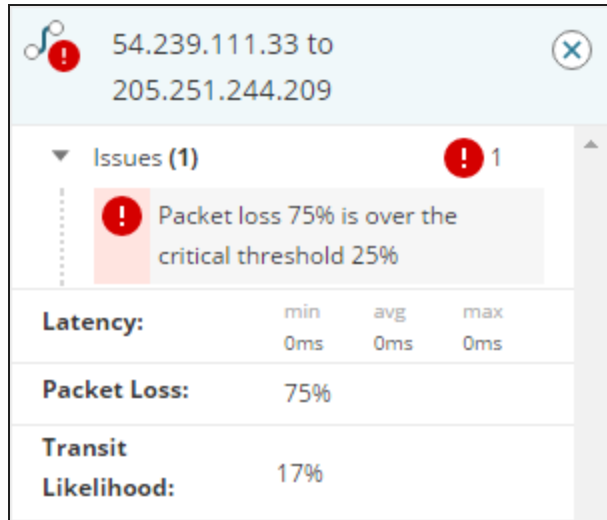 54.239.111.33 to
205.251.244.209
Issues (1) 1
Packet loss 75% is over the
critical threshold 25%
Latency: min avg max
0ms 0ms 0ms
Packet Loss: 75%
Transit
Likelihood: 17%